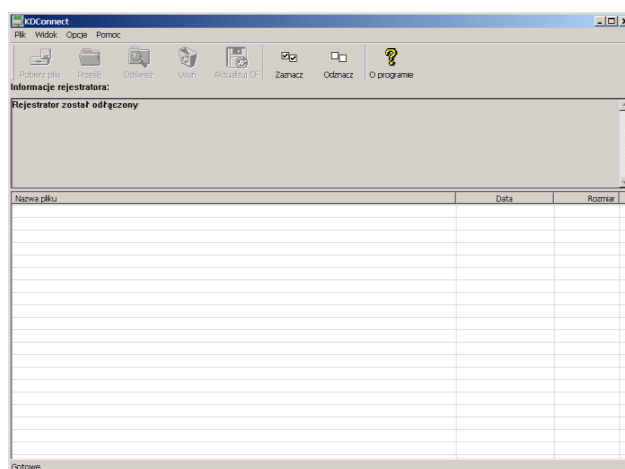 KDConnect
Plik Widok Opcje Pomoc
Pobierz pliki Prześlij Odśwież Usuń Aktualizuj CF Zaznacz Odznacz O programie
Informacje rejestratora:
Rejestrator został odłączony
Nazwa pliku Data Rozmiar
Gotowe